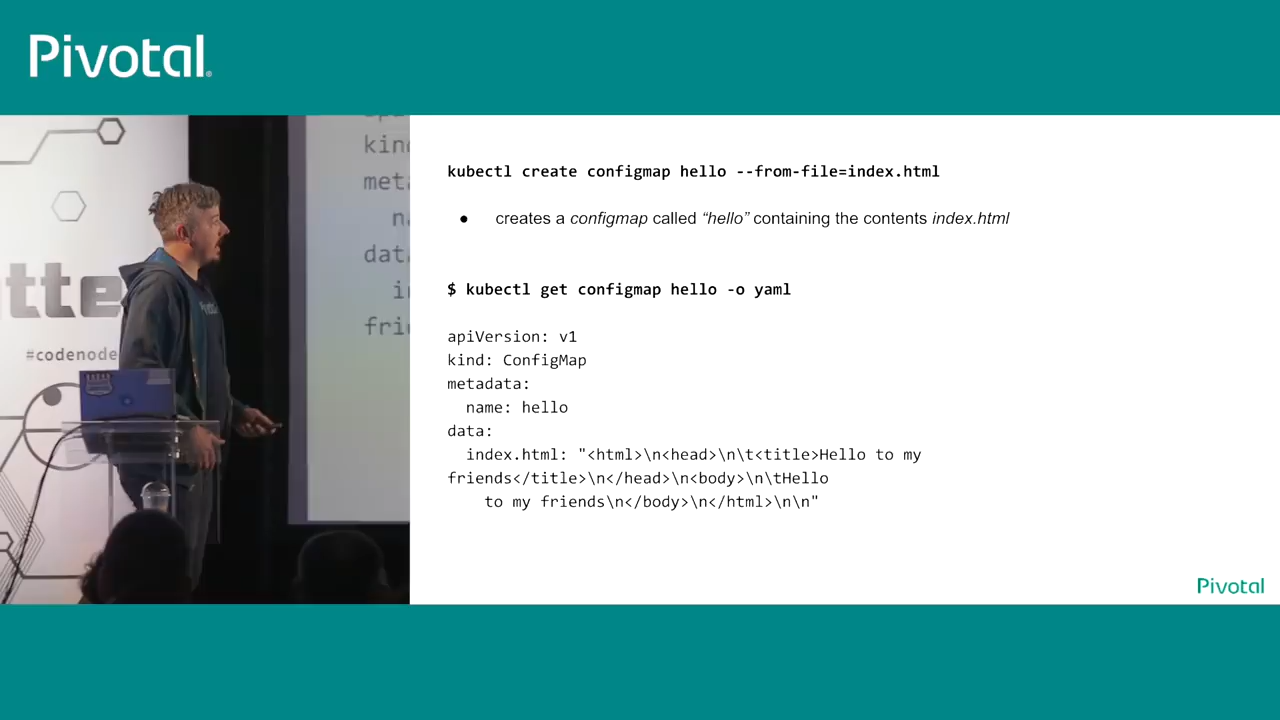 Pivotal
kin
meta
n
data
i
frie
tte
#codenode
kubectl create configmap hello --from-file=index.html
● creates a configmap called “hello” containing the contents index.html
$ kubectl get configmap hello -o yaml
apiVersion: v1
kind: ConfigMap
metadata:
name: hello
data:
index.html: "<html>\n<head>\n\t<title>Hello to my
friends</title>\n</head>\n<body>\n\tHello
to my friends\n</body>\n</html>\n\n"
Pivotal